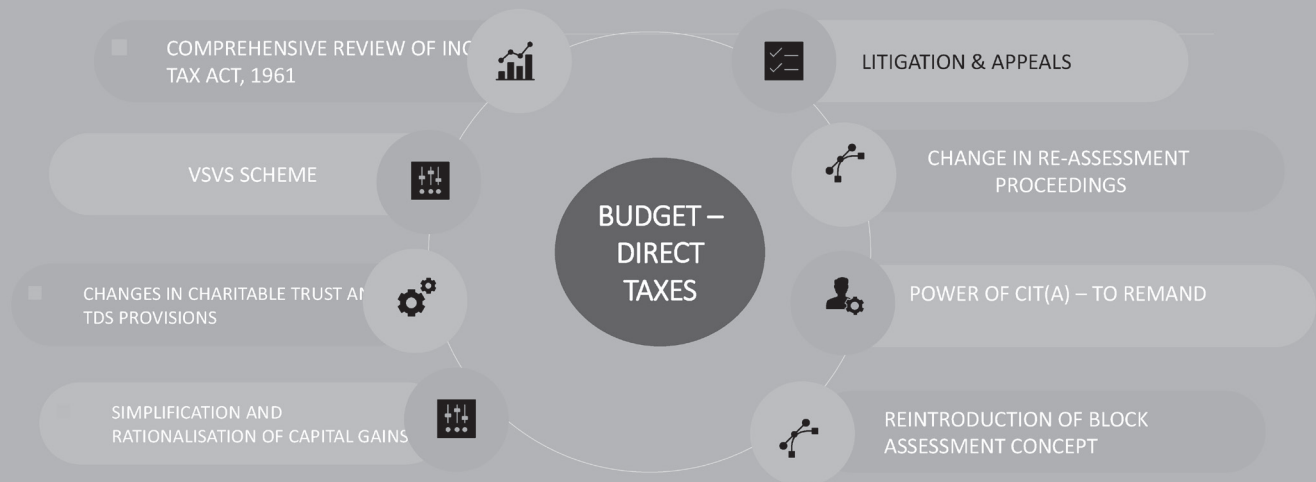 COMPREHENSIVE REVIEW OF INC
TAX ACT, 1961
VSVS SCHEME
CHANGES IN CHARITABLE TRUST AN
TDS PROVISIONS
SIMPLIFICATION AND
RATIONALISATION OF CAPITAL GAINS
BUDGET –
DIRECT
TAXES
LITIGATION & APPEALS
CHANGE IN RE-ASSESSMENT
PROCEEDINGS
POWER OF CIT(A) – TO REMAND
REINTRODUCTION OF BLOCK
ASSESSMENT CONCEPT